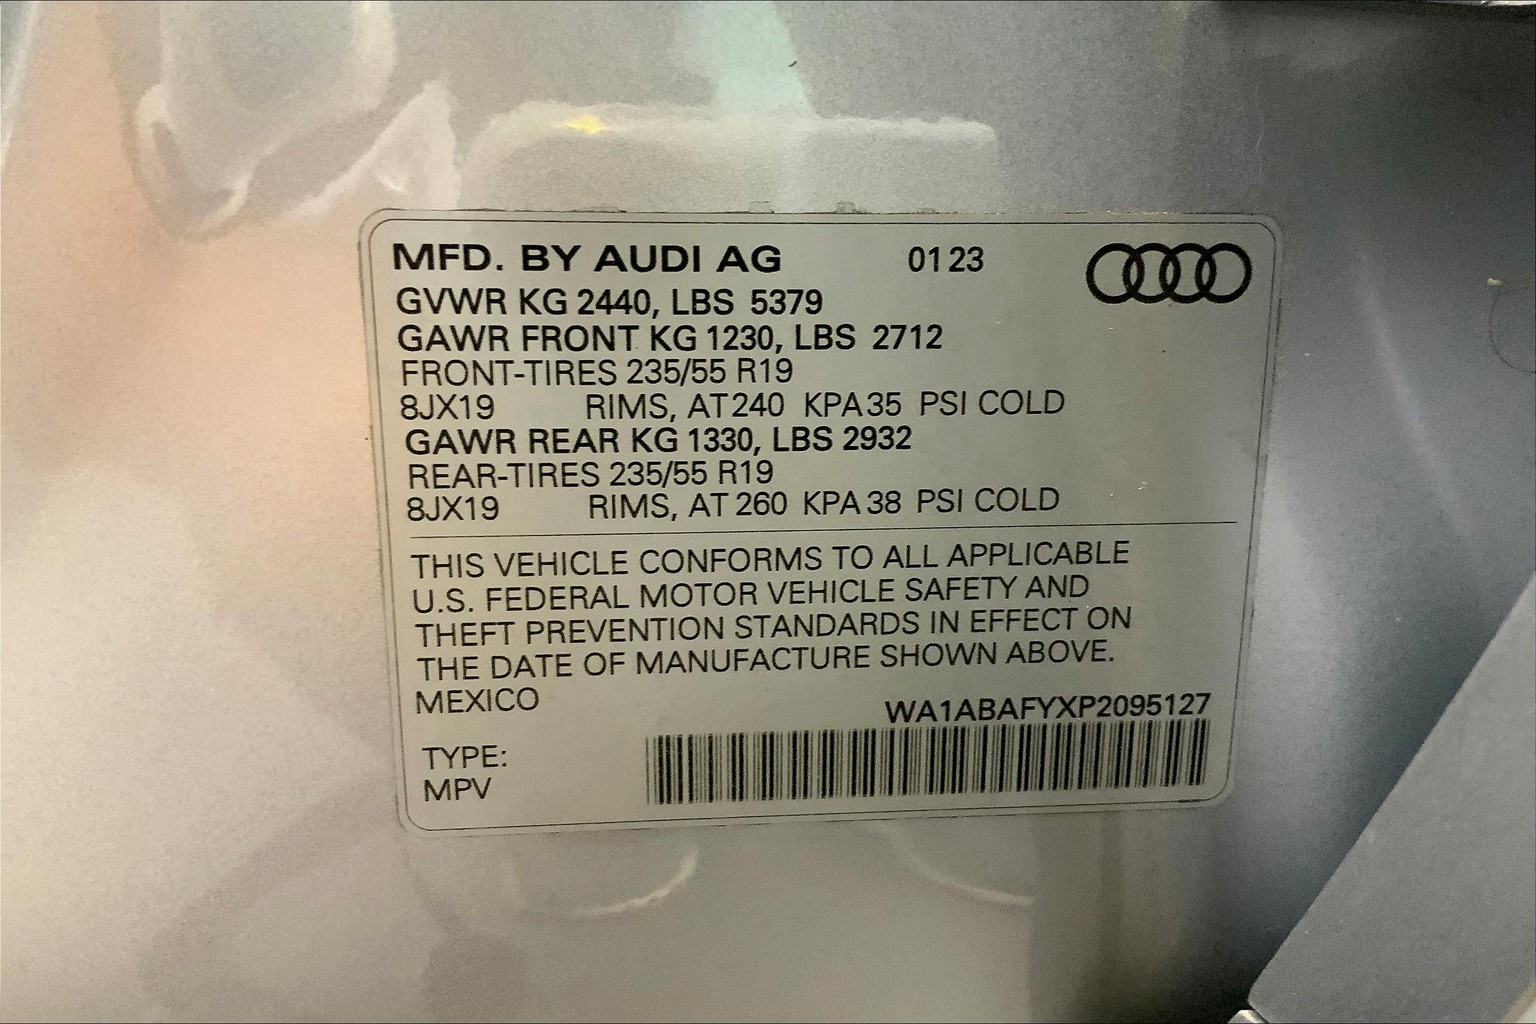 MFD. BY AUDI AG 01 23
GVWR KG 2440, LBS 5379
GAWR FRONT KG 1230, LBS 2712
FRONT-TIRES 235/55 R19
8JX19 RIMS, AT 240 KPA 35 PSI COLD
GAWR REAR KG 1330, LBS 2932
REAR-TIRES 235/55 R19
8JX19 RIMS, AT 260 KPA 38 PSI COLD
THIS VEHICLE CONFORMS TO ALL APPLICABLE
U.S. FEDERAL MOTOR VEHICLE SAFETY AND
THEFT PREVENTION STANDARDS IN EFFECT ON
THE DATE OF MANUFACTURE SHOWN ABOVE.
MEXICO
WA1ABAFYXP2095127
TYPE:
MPV